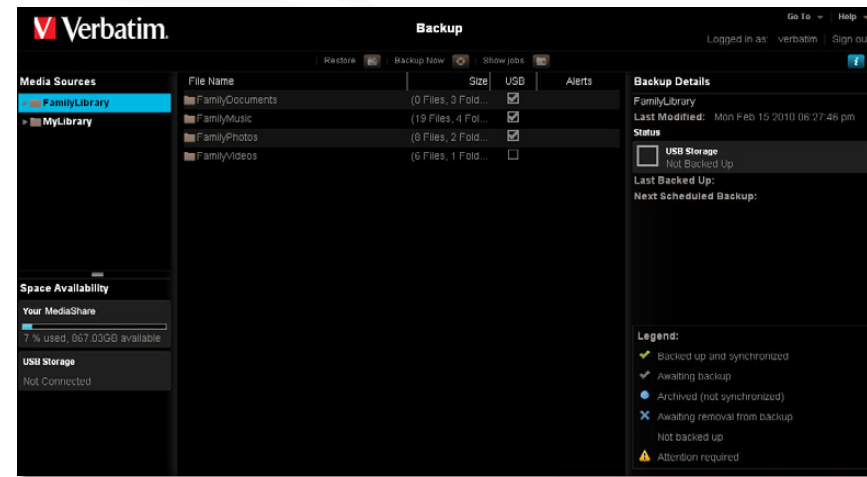 Verbatim.
Backup
Go To
Help
Logged in as: verbatim
Sign ou
Restore
Backup Now
Show jobs
Media Sources
FamilyLibrary
MyLibrary
File Name Size USB Alerts
FamilyDocuments (0 Files, 3 Fold...
FamilyMusic (19 Files, 4 Fol...
FamilyPhotos (8 Files, 2 Fold...
FamilyVideos (6 Files, 1 Fold...
Backup Details
FamilyLibrary
Last Modified: Mon Feb 15 2010 06:27:46 pm
Status
USB Storage
Not Backed Up
Last Backed Up:
Next Scheduled Backup:
Space Availability
Your MediaShare
7 % used, 867.03GB available
USB Storage
Not Connected
Legend:
Backed up and synchronized
Awaiting backup
Archived (not synchronized)
Awaiting removal from backup
Not backed up
Attention required